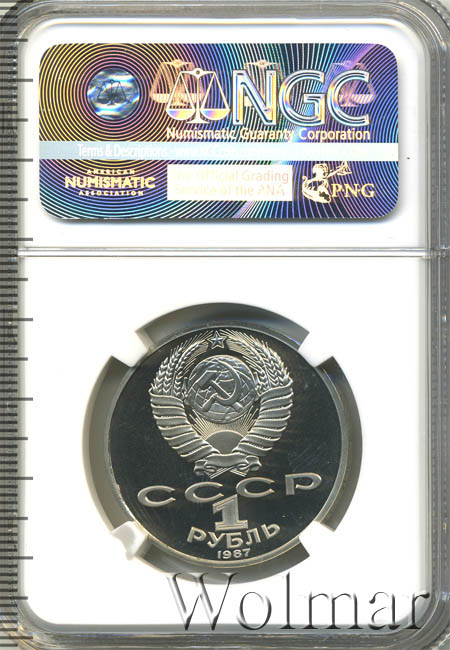 NGC
Numismatic Guaranty Corporation
Terms & Descriptions
AMERICAN
NUMISMATIC
ASSOCIATION
The Official Grading
Service of the PNG
PNG
СССР
1
РУБЛЬ
1987
Wolmar